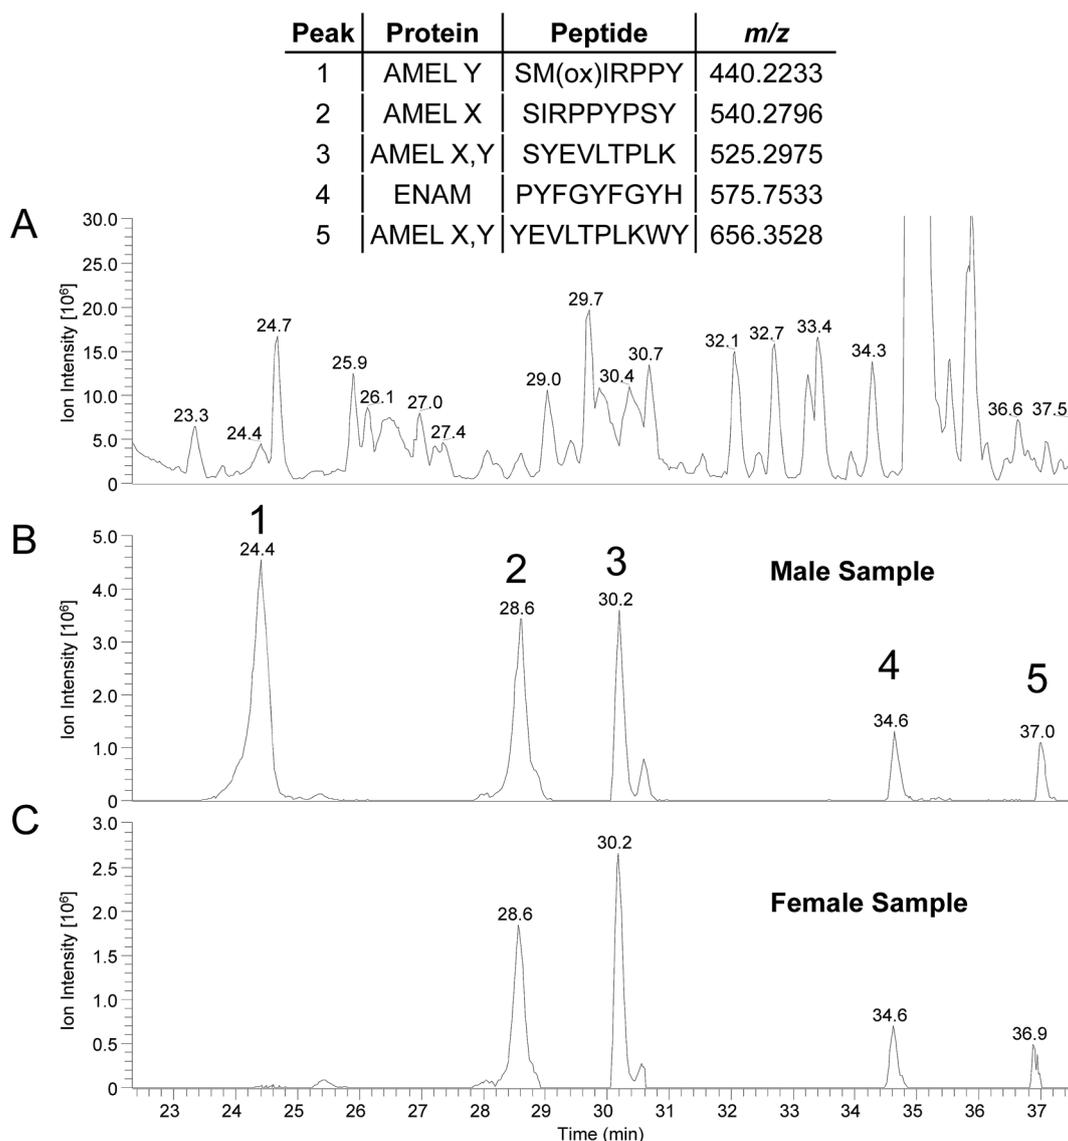 Peak Protein Peptide m/z
1 AMEL Y SM(ox)IRPPY 440.2233
2 AMEL X SIRPPYPSY 540.2796
3 AMEL X,Y SYEVLTPLK 525.2975
4 ENAM PYFGYFGYH 575.7533
5 AMEL X,Y YEVLTPLKWY 656.3528
A
Ion Intensity [10⁶]
30.0
25.0
20.0
15.0
10.0
5.0
0
23.3 24.4 24.7 25.9 26.1 27.0 27.4 29.0 29.7 30.4 30.7 32.1 32.7 33.4 34.3 36.6 37.5
B
Male Sample
Ion Intensity [10⁶]
5.0
4.0
3.0
2.0
1.0
0
1 2 3 4 5
24.4 28.6 30.2 34.6 37.0
C
Female Sample
Ion Intensity [10⁶]
3.0
2.5
2.0
1.5
1.0
0.5
0
28.6 30.2 34.6 36.9
23 24 25 26 27 28 29 30 31 32 33 34 35 36 37
Time (min)